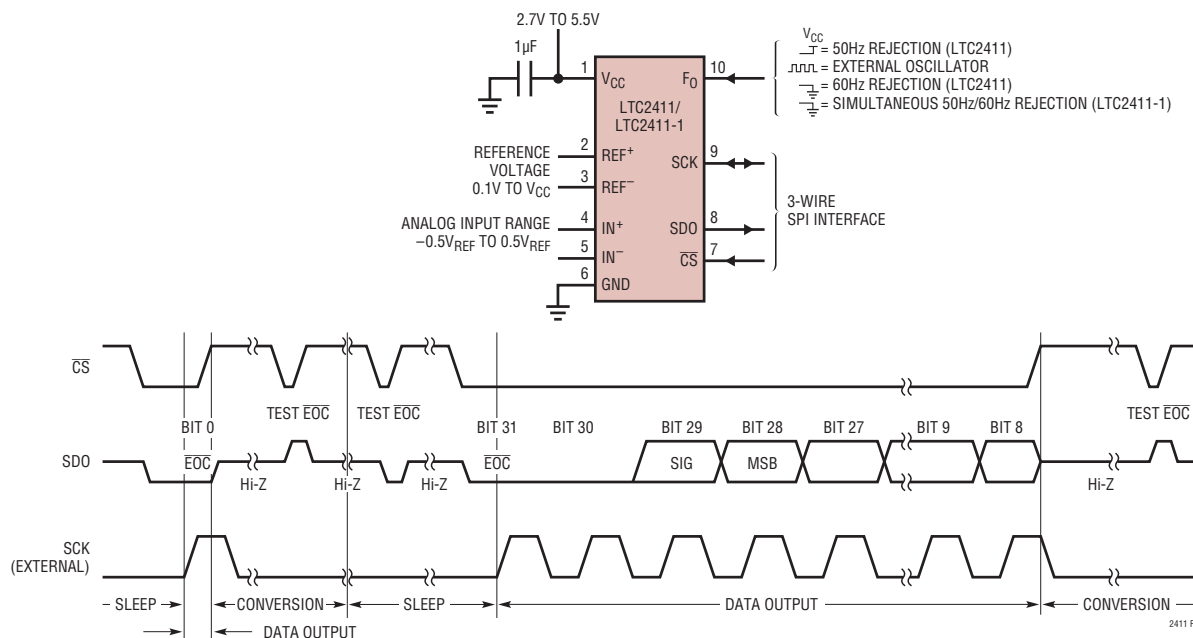 2.7V TO 5.5V
1µF
1
VCC
FO
10
LTC2411/
LTC2411-1
VCC
= 50Hz REJECTION (LTC2411)
= EXTERNAL OSCILLATOR
= 60Hz REJECTION (LTC2411)
= SIMULTANEOUS 50Hz/60Hz REJECTION (LTC2411-1)
REFERENCE
VOLTAGE
0.1V TO VCC
2
REF+
3
REF−
SCK
9
ANALOG INPUT RANGE
−0.5VREF TO 0.5VREF
4
IN+
5
IN−
6
GND
SDO
8
CS
7
3-WIRE
SPI INTERFACE
CS
TEST EOC
TEST EOC
TEST EOC
BIT 0
BIT 31
BIT 30
BIT 29
BIT 28
BIT 27
BIT 9
BIT 8
SDO
EOC
EOC
SIG
MSB
Hi-Z
Hi-Z
Hi-Z
Hi-Z
SCK
(EXTERNAL)
SLEEP
CONVERSION
SLEEP
DATA OUTPUT
CONVERSION
DATA OUTPUT
2411 F